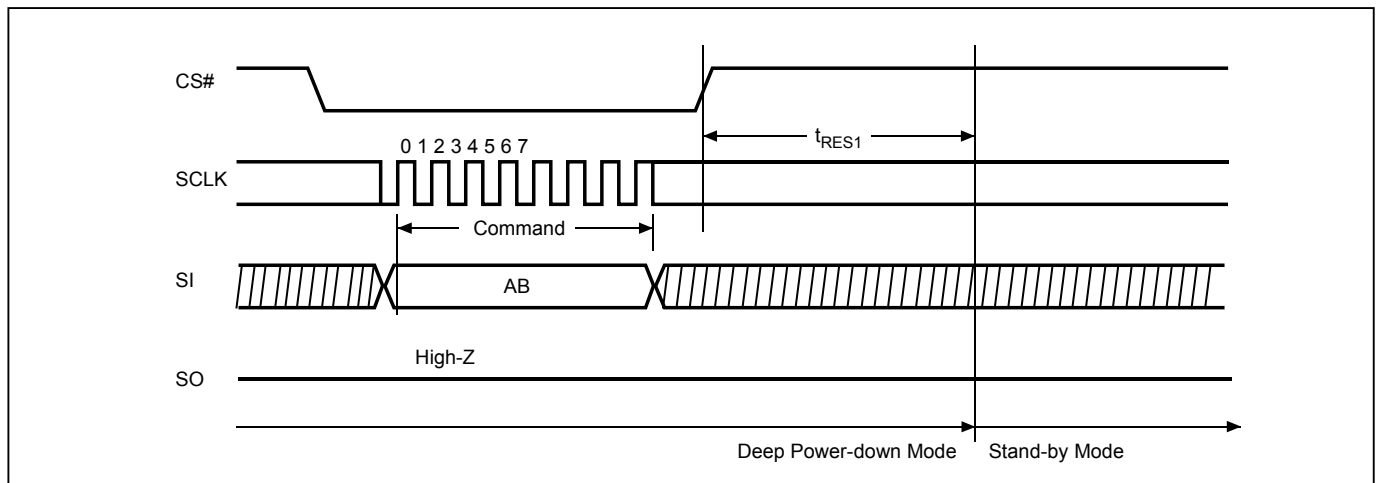 CS#
tRES1
0 1 2 3 4 5 6 7
SCLK
Command
SI
AB
High-Z
SO
Deep Power-down Mode
Stand-by Mode